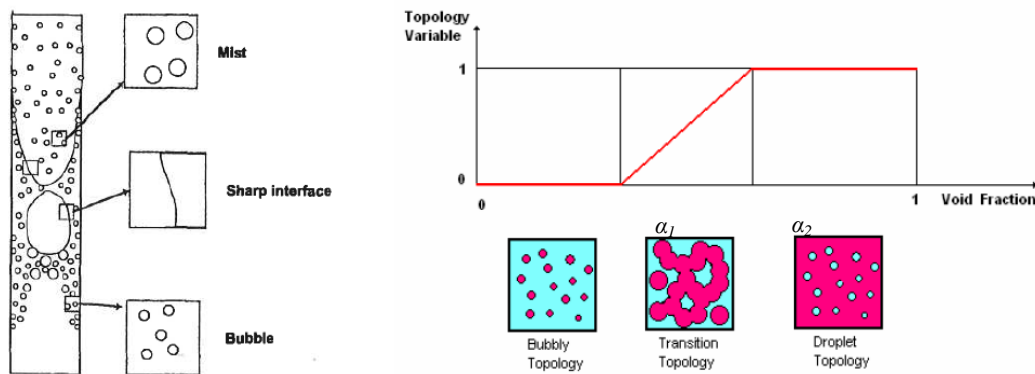 Mist
Sharp interface
Bubble
Topology
Variable
1
0
0
1
Void Fraction
α1
α2
Bubbly
Topology
Transition
Topology
Droplet
Topology